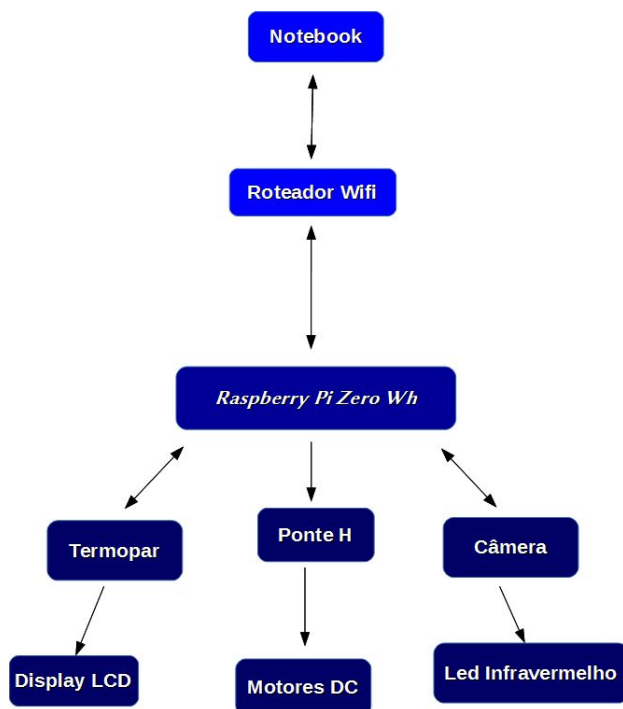 Notebook
Roteador Wifi
Raspberry Pi Zero Wh
Termopar
Ponte H
Câmera
Display LCD
Motores DC
Led Infravermelho